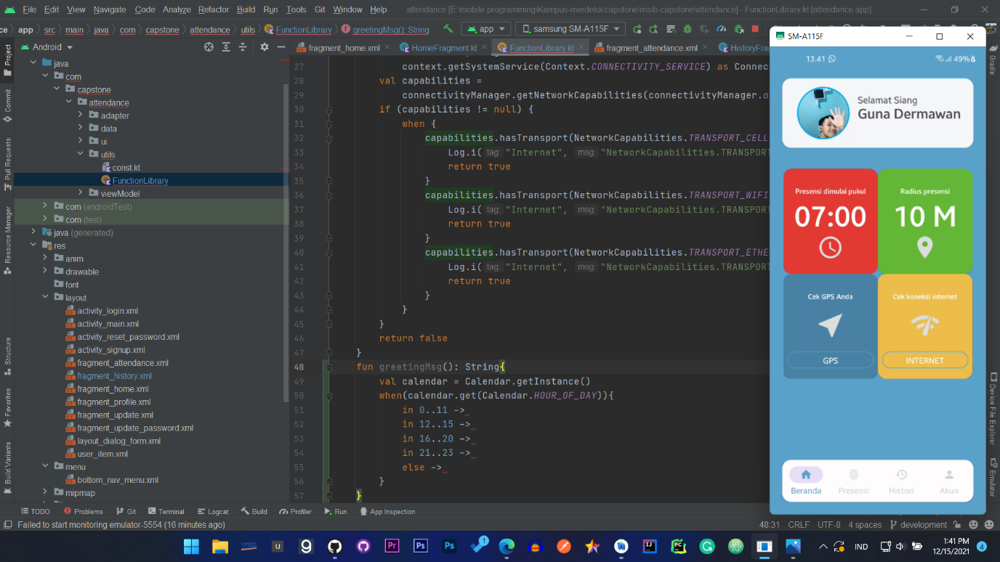 File Edit View Navigate Code Analyze Refactor Build Run Tools Git Window Help attendance [E:\mobile programming\Kampus-merdeka\capstone\msib-capstone\attendance] - FunctionLibrary.kt [attendance.app]
ce app src main java com capstone attendance utils FunctionLibrary greetingMsg(): String app samsung SM-A115F
Android
fragment_home.xml HomeFragment.kt FunctionLibrary.kt fragment_attendance.xml HistoryFra
Project
Commit
Pull Requests
Resource Manager
Structure
Favorites
Build Variants
java
com
capstone
attendance
adapter
data
ui
utils
const.kt
FunctionLibrary
viewModel
com (androidTest)
com (test)
java (generated)
res
anim
drawable
font
layout
activity_login.xml
activity_main.xml
activity_reset_password.xml
activity_signup.xml
fragment_attendance.xml
fragment_history.xml
fragment_home.xml
fragment_profile.xml
fragment_update.xml
fragment_update_password.xml
layout_dialog_form.xml
user_item.xml
menu
bottom_nav_menu.xml
mipmap
27 context.getSystemService(Context.CONNECTIVITY_SERVICE) as Connec
28 val capabilities =
29 connectivityManager.getNetworkCapabilities(connectivityManager.a
30 if (capabilities != null) {
31 when {
32 capabilities.hasTransport(NetworkCapabilities.TRANSPORT_CELL
33 Log.i( tag: "Internet", msg: "NetworkCapabilities.TRANSPORT
34 return true
35 }
36 capabilities.hasTransport(NetworkCapabilities.TRANSPORT_WIFI
37 Log.i( tag: "Internet", msg: "NetworkCapabilities.TRANSPORT
38 return true
39 }
40 capabilities.hasTransport(NetworkCapabilities.TRANSPORT_ETHE
41 Log.i( tag: "Internet", msg: "NetworkCapabilities.TRANSPORT
42 return true
43 }
44 }
45 }
46 return false
47 }
48 fun greetingMsg(): String{
49 val calendar = Calendar.getInstance()
50 when(calendar.get(Calendar.HOUR_OF_DAY)){
51 in 0..11 ->
52 in 12..15 ->
53 in 16..20 ->
54 in 21..23 ->
55 else ->
56 }
57 }
SM-A115F
13.41 49%
Selamat Siang
Guna Dermawan
Presensi dimulai pukul
07:00
Radius presensi
10 M
Cek GPS Anda
GPS
Cek koneksi internet
INTERNET
Beranda Presensi Histori Akun
Gradle
Device File Explorer
Emulator
TODO Problems Git Terminal Logcat Build Profiler Run App Inspection
Failed to start monitoring emulator-5554 (16 minutes ago) 48:31 CRLF UTF-8 4 spaces development
U Pr Ps Ps 1 IJ PC G IND 1:41 PM
12/15/2021 4